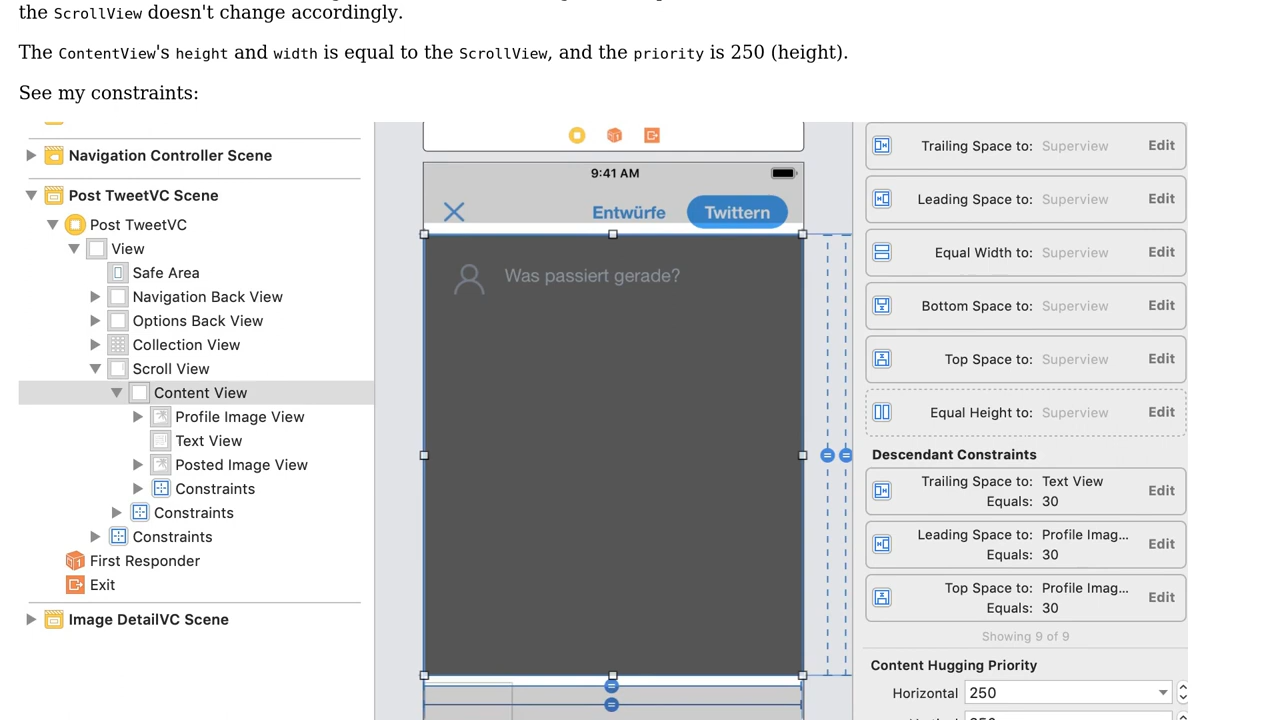 the ScrollView doesn't change accordingly.
The ContentView's height and width is equal to the ScrollView, and the priority is 250 (height).
See my constraints:
Navigation Controller Scene
Post TweetVC Scene
Post TweetVC
View
Safe Area
Navigation Back View
Options Back View
Collection View
Scroll View
Content View
Profile Image View
Text View
Posted Image View
Constraints
Constraints
Constraints
First Responder
Exit
Image DetailVC Scene
9:41 AM
Entwürfe
Twittern
Was passiert gerade?
Trailing Space to: Superview Edit
Leading Space to: Superview Edit
Equal Width to: Superview Edit
Bottom Space to: Superview Edit
Top Space to: Superview Edit
Equal Height to: Superview Edit
Descendant Constraints
Trailing Space to: Text View
Equals: 30
Edit
Leading Space to: Profile Imag...
Equals: 30
Edit
Top Space to: Profile Imag...
Equals: 30
Edit
Showing 9 of 9
Content Hugging Priority
Horizontal 250